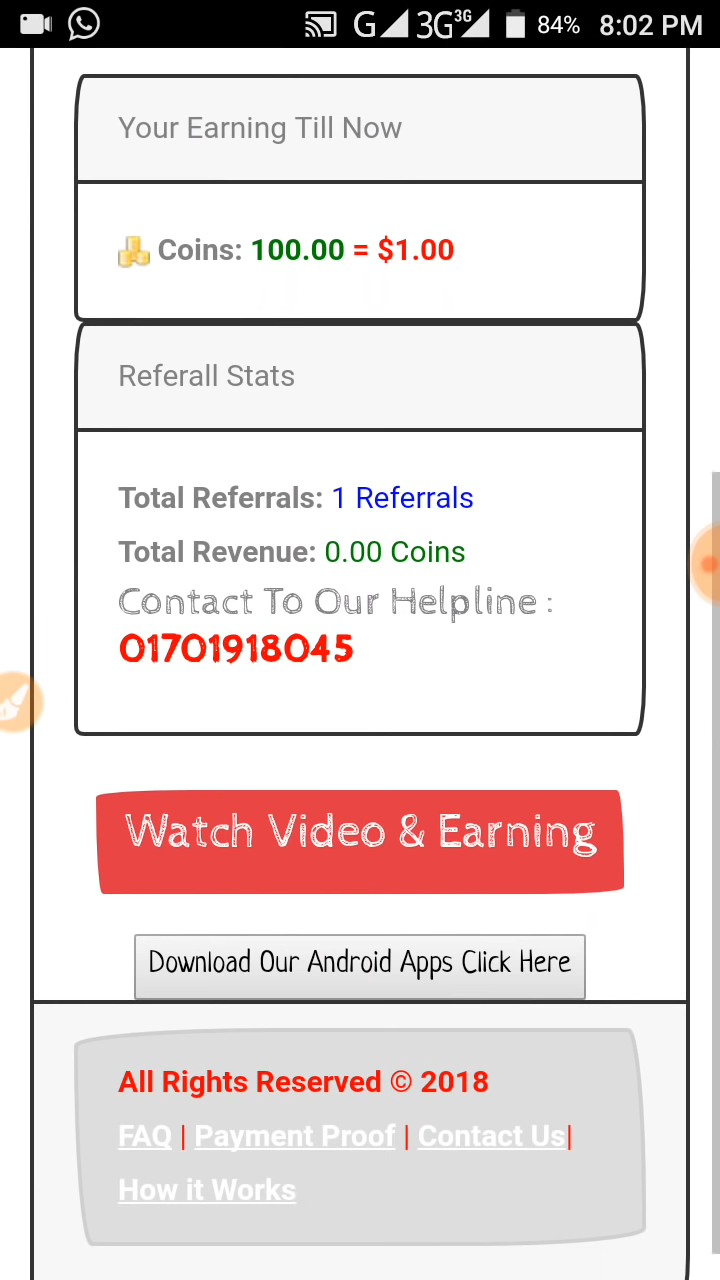 G 3G 3G 84% 8:02 PM
Your Earning Till Now
Coins: 100.00 = $1.00
Referall Stats
Total Referrals: 1 Referrals
Total Revenue: 0.00 Coins
Contact To Our Helpline :
01701918045
Watch Video & Earning
Download Our Android Apps Click Here
All Rights Reserved © 2018
FAQ | Payment Proof | Contact Us|
How it Works